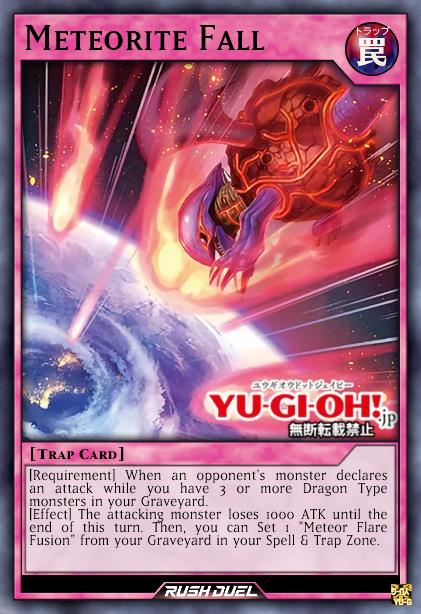 Meteorite Fall
トラップ
罠
ユウギオウドットジェイピー
YU-GI-OH!.jp
無断転載禁止
[Trap Card]
[Requirement] When an opponent's monster declares
an attack while you have 3 or more Dragon Type
monsters in your Graveyard.
[Effect] The attacking monster loses 1000 ATK until the
end of this turn. Then, you can Set 1 "Meteor Flare
Fusion" from your Graveyard in your Spell & Trap Zone.
RUSH DUEL